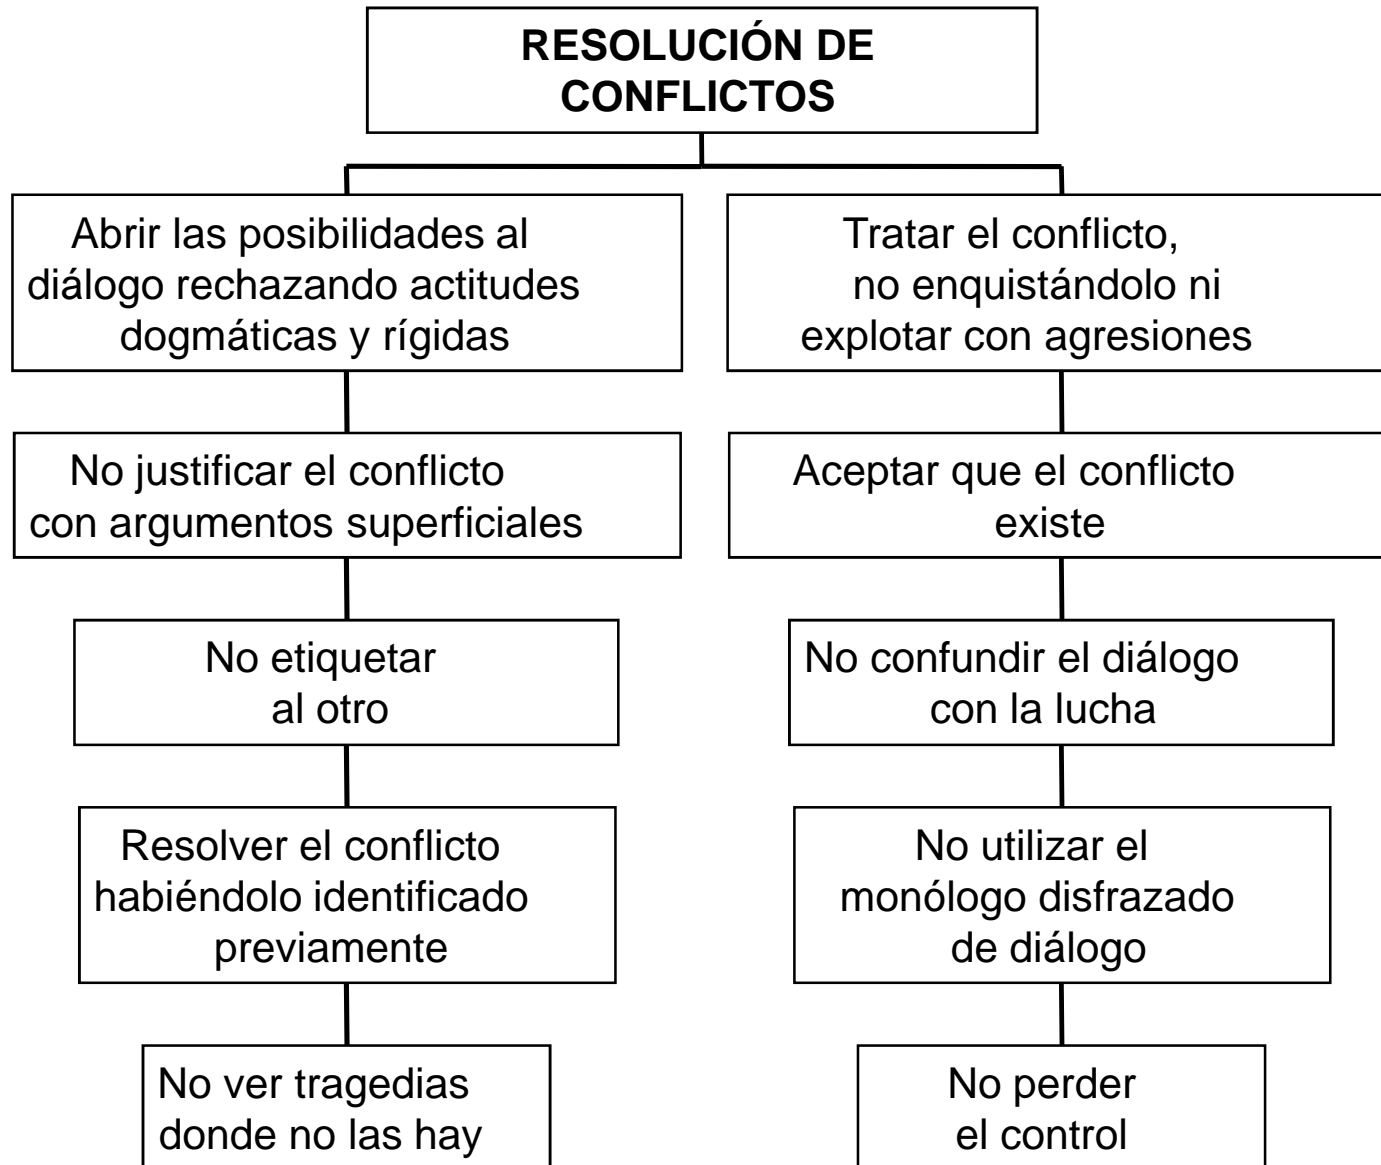 RESOLUCIÓN DE
CONFLICTOS
Abrir las posibilidades al
diálogo rechazando actitudes
dogmáticas y rígidas
Tratar el conflicto,
no enquistándolo ni
explotar con agresiones
No justificar el conflicto
con argumentos superficiales
Aceptar que el conflicto
existe
No etiquetar
al otro
No confundir el diálogo
con la lucha
Resolver el conflicto
habiéndolo identificado
previamente
No utilizar el
monólogo disfrazado
de diálogo
No ver tragedias
donde no las hay
No perder
el control